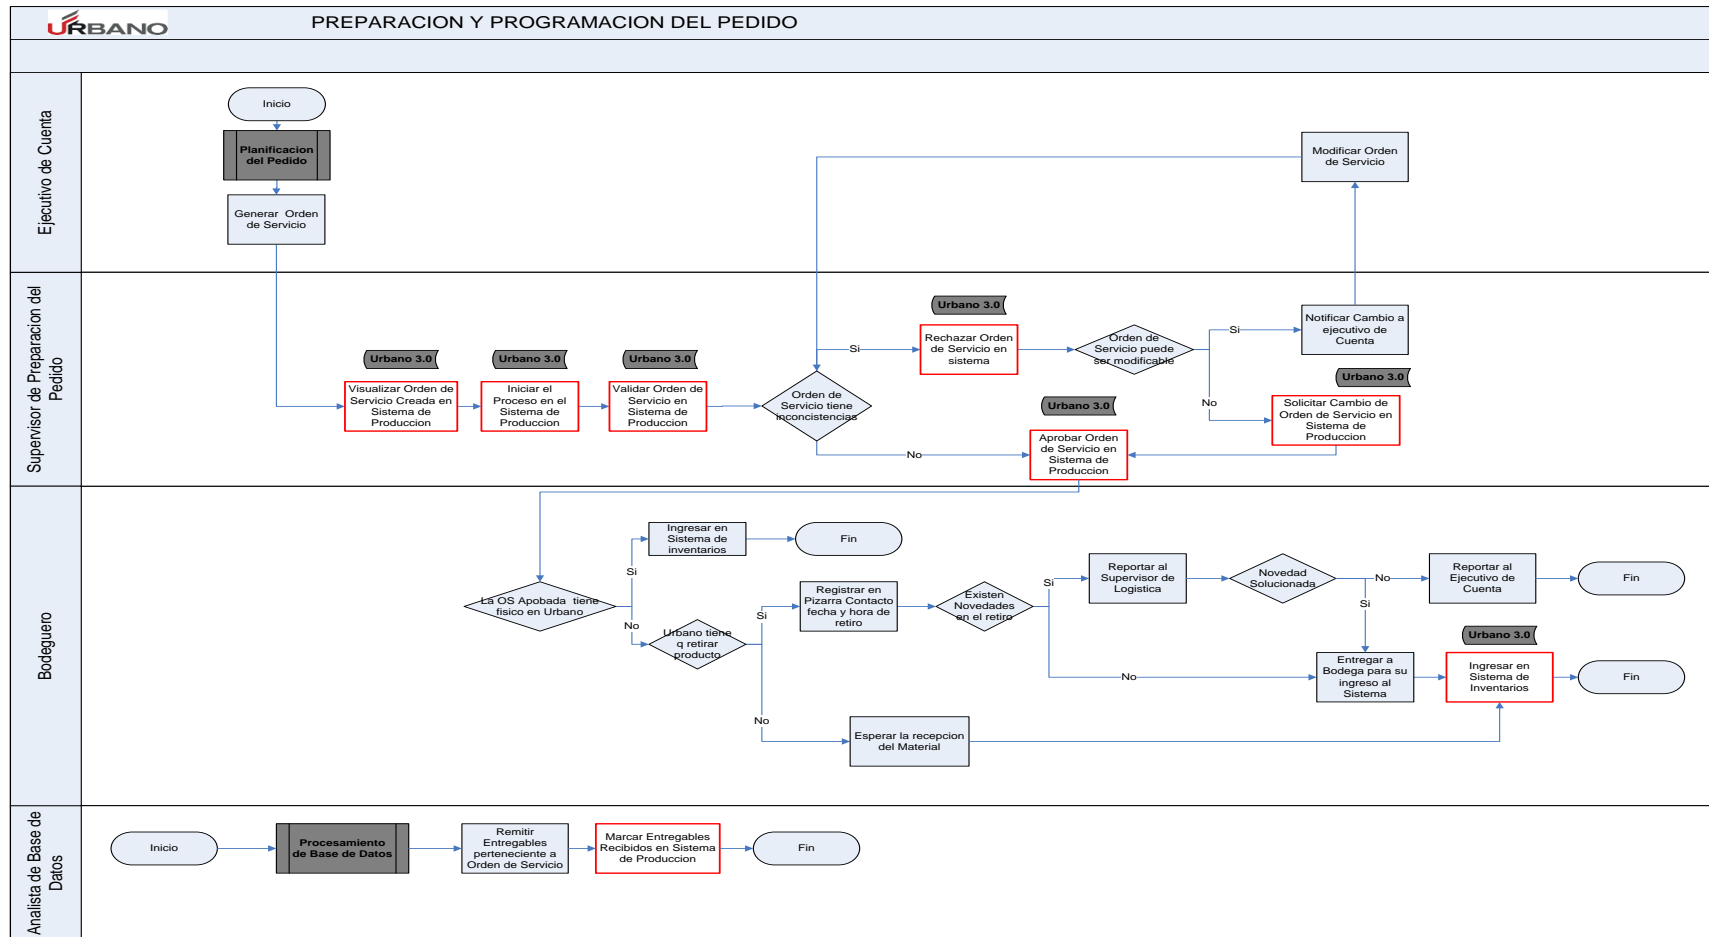 URBANO
PREPARACION Y PROGRAMACION DEL PEDIDO
Ejecutivo de Cuenta
Inicio
Planificacion
del Pedido
Generar Orden
de Servicio
Modificar Orden
de Servicio
Supervisor de Preparacion del
Pedido
Urbano 3.0
Visualizar Orden de
Servicio Creada en
Sistema de
Produccion
Urbano 3.0
Iniciar el
Proceso en el
Sistema de
Produccion
Urbano 3.0
Validar Orden de
Servicio en
Sistema de
Produccion
Orden de
Servicio tiene
inconcistencias
Si
No
Urbano 3.0
Rechazar Orden
de Servicio en
sistema
Orden de
Servicio puede
ser modificable
Si
No
Notificar Cambio a
ejecutivo de
Cuenta
Urbano 3.0
Solicitar Cambio de
Orden de Servicio en
Sistema de
Produccion
Urbano 3.0
Aprobar Orden
de Servicio en
Sistema de
Produccion
Bodeguero
La OS Apobada tiene
fisico en Urbano
Si
No
Ingresar en
Sistema de
inventarios
Fin
Urbano tiene
q retirar
producto
Si
No
Registrar en
Pizarra Contacto
fecha y hora de
retiro
Existen
Novedades
en el retiro
Si
No
Reportar al
Supervisor de
Logistica
Novedad
Solucionada
No
Si
Reportar al
Ejecutivo de
Cuenta
Fin
Entregar a
Bodega para su
ingreso al
Sistema
Urbano 3.0
Ingresar en
Sistema de
Inventarios
Fin
Esperar la recepcion
del Material
Analista de Base de
Datos
Inicio
Procesamiento
de Base de Datos
Remitir
Entregables
perteneciente a
Orden de Servicio
Marcar Entregables
Recibidos en Sistema
de Produccion
Fin